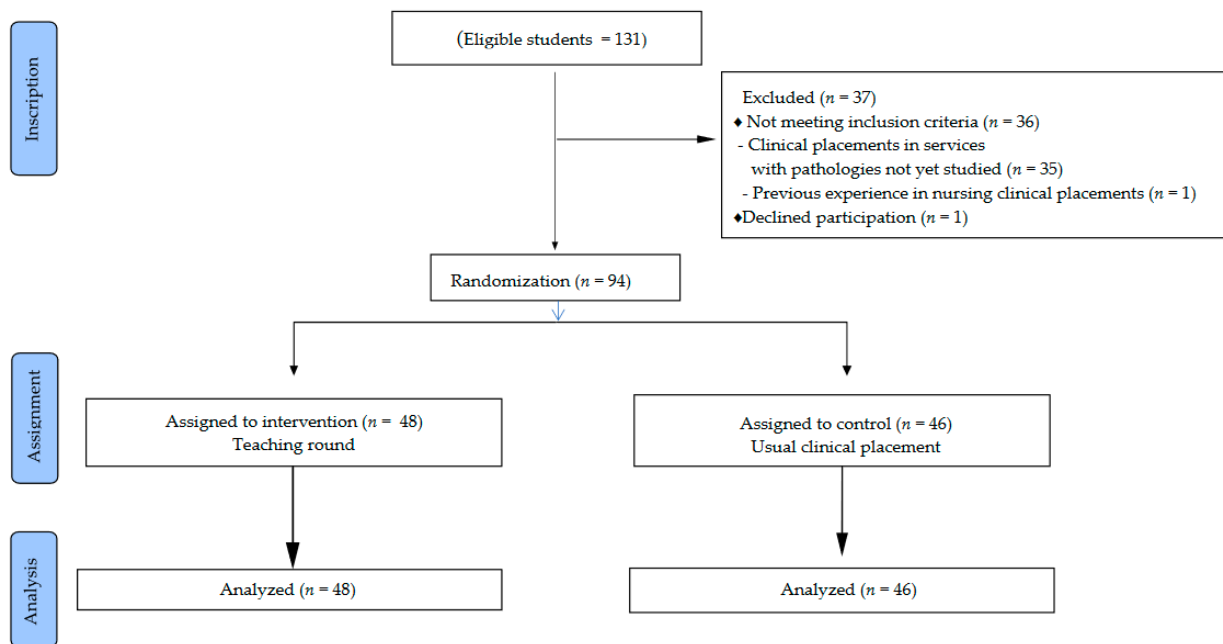 Inscription
(Eligible students = 131)
Excluded (n = 37)
♦ Not meeting inclusion criteria (n = 36)
- Clinical placements in services
with pathologies not yet studied (n = 35)
- Previous experience in nursing clinical placements (n = 1)
♦Declined participation (n = 1)
Randomization (n = 94)
Assignment
Assigned to intervention (n = 48)
Teaching round
Assigned to control (n = 46)
Usual clinical placement
Analysis
Analyzed (n = 48)
Analyzed (n = 46)